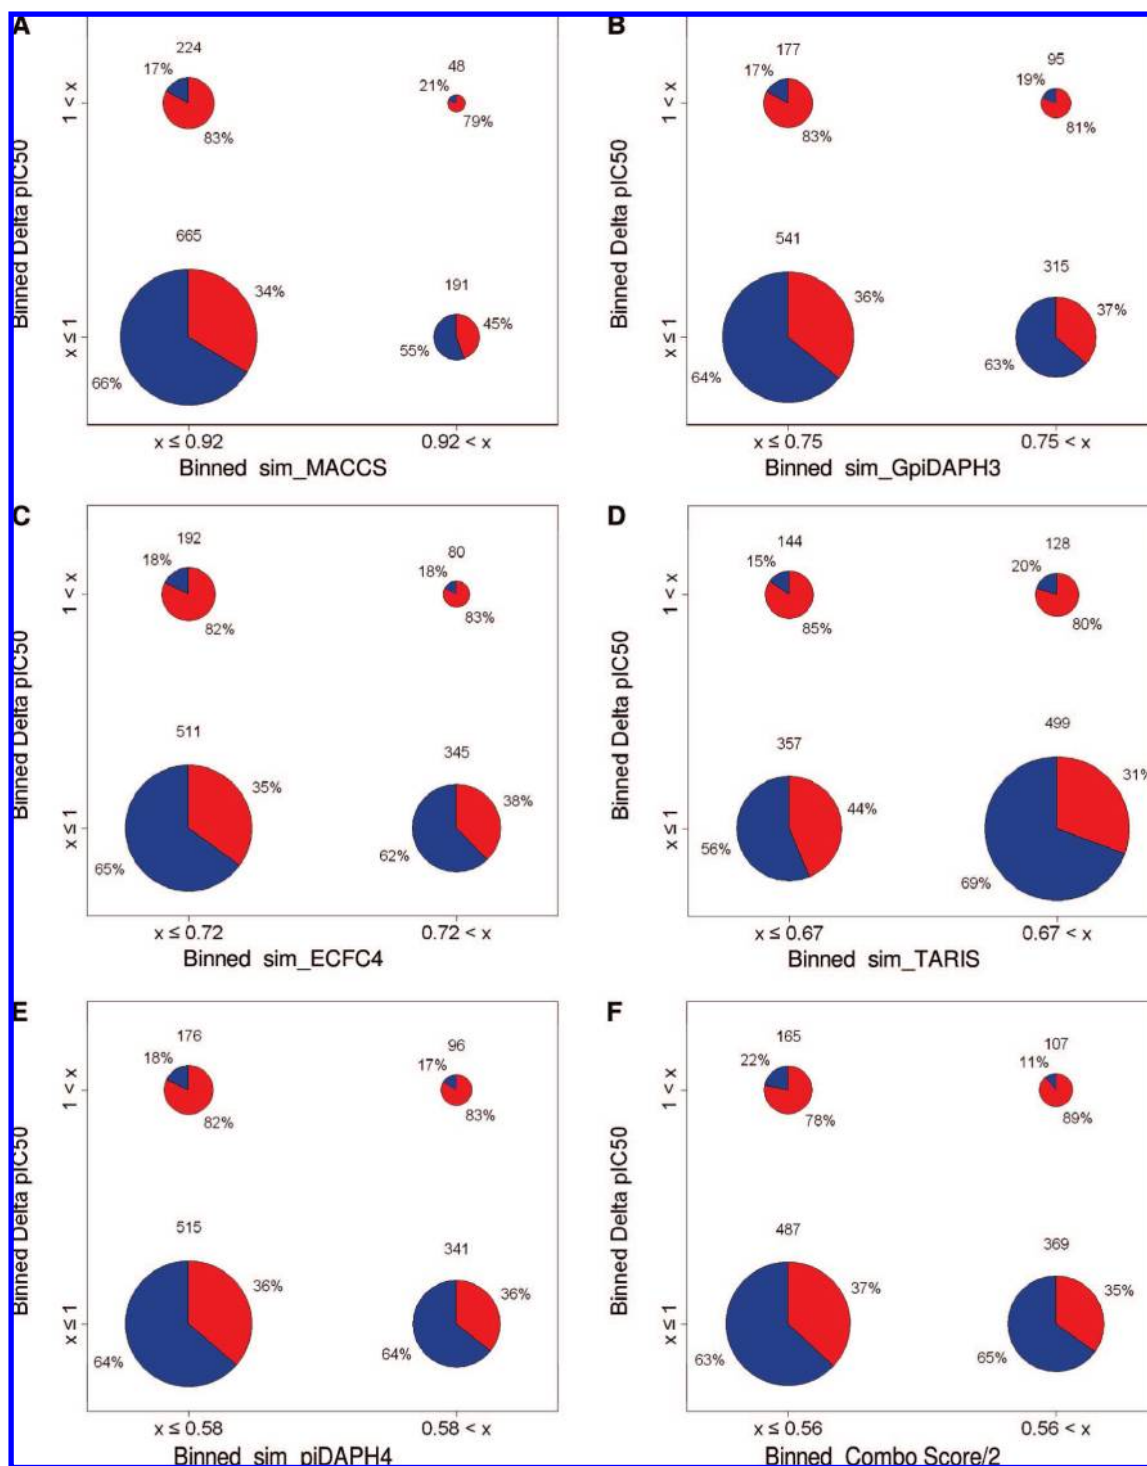 A
Binned Delta pIC50
1 < x
x ≤ 1
224
17%
83%
48
21%
79%
665
34%
66%
191
45%
55%
x ≤ 0.92
0.92 < x
Binned sim_MACCS
B
Binned Delta pIC50
1 < x
x ≤ 1
177
17%
83%
95
19%
81%
541
36%
64%
315
37%
63%
x ≤ 0.75
0.75 < x
Binned sim_GpiDAPH3
C
Binned Delta pIC50
1 < x
x ≤ 1
192
18%
82%
80
18%
83%
511
35%
65%
345
38%
62%
x ≤ 0.72
0.72 < x
Binned sim_ECFC4
D
Binned Delta pIC50
1 < x
x ≤ 1
144
15%
85%
128
20%
80%
357
44%
56%
499
31%
69%
x ≤ 0.67
0.67 < x
Binned sim_TARIS
E
Binned Delta pIC50
1 < x
x ≤ 1
176
18%
82%
96
17%
83%
515
36%
64%
341
36%
64%
x ≤ 0.58
0.58 < x
Binned sim_piDAPH4
F
Binned Delta pIC50
1 < x
x ≤ 1
165
22%
78%
107
11%
89%
487
37%
63%
369
35%
65%
x ≤ 0.56
0.56 < x
Binned Combo Score/2